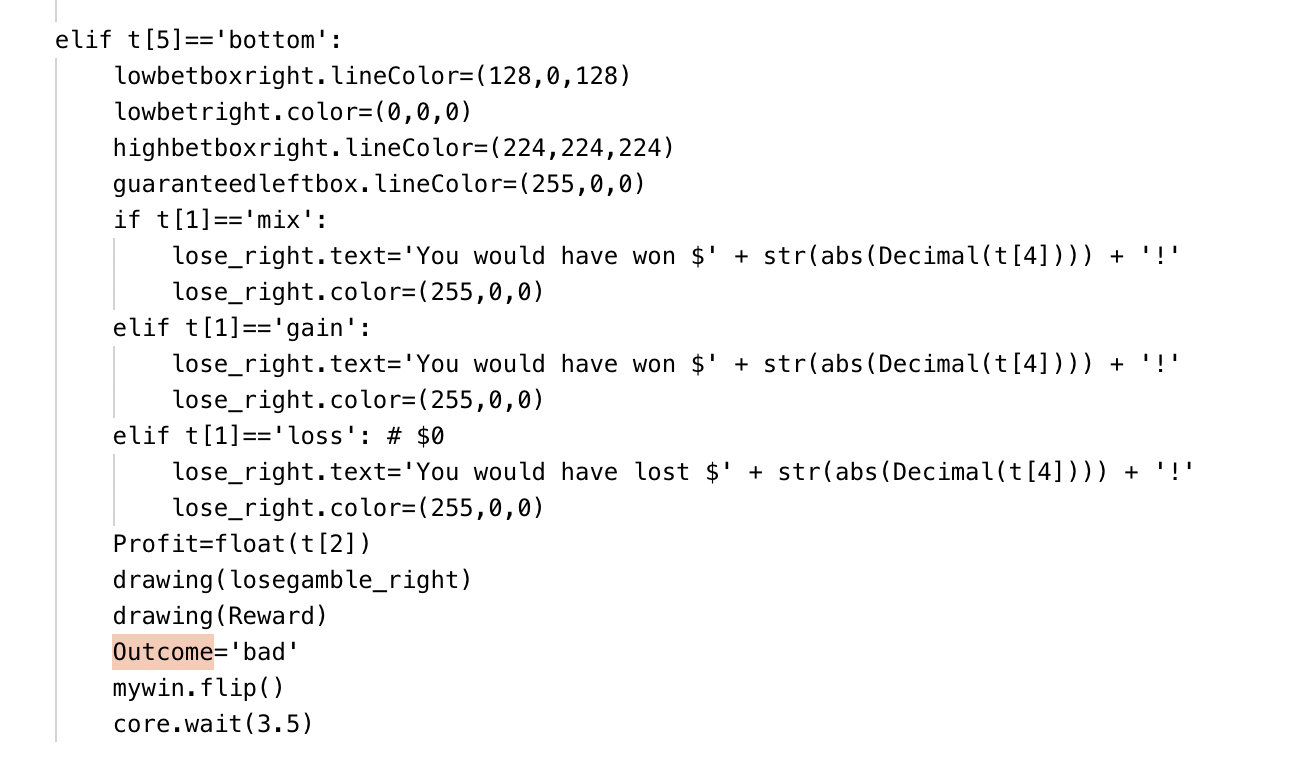 elif t[5]=='bottom':
    lowbetboxright.lineColor=(128,0,128)
    lowbetright.color=(0,0,0)
    highbetboxright.lineColor=(224,224,224)
    guaranteedleftbox.lineColor=(255,0,0)
    if t[1]=='mix':
        lose_right.text='You would have won $' + str(abs(Decimal(t[4]))) + '!'
        lose_right.color=(255,0,0)
    elif t[1]=='gain':
        lose_right.text='You would have won $' + str(abs(Decimal(t[4]))) + '!'
        lose_right.color=(255,0,0)
    elif t[1]=='loss': # $0
        lose_right.text='You would have lost $' + str(abs(Decimal(t[4]))) + '!'
        lose_right.color=(255,0,0)
    Profit=float(t[2])
    drawing(losegamble_right)
    drawing(Reward)
    Outcome='bad'
    mywin.flip()
    core.wait(3.5)